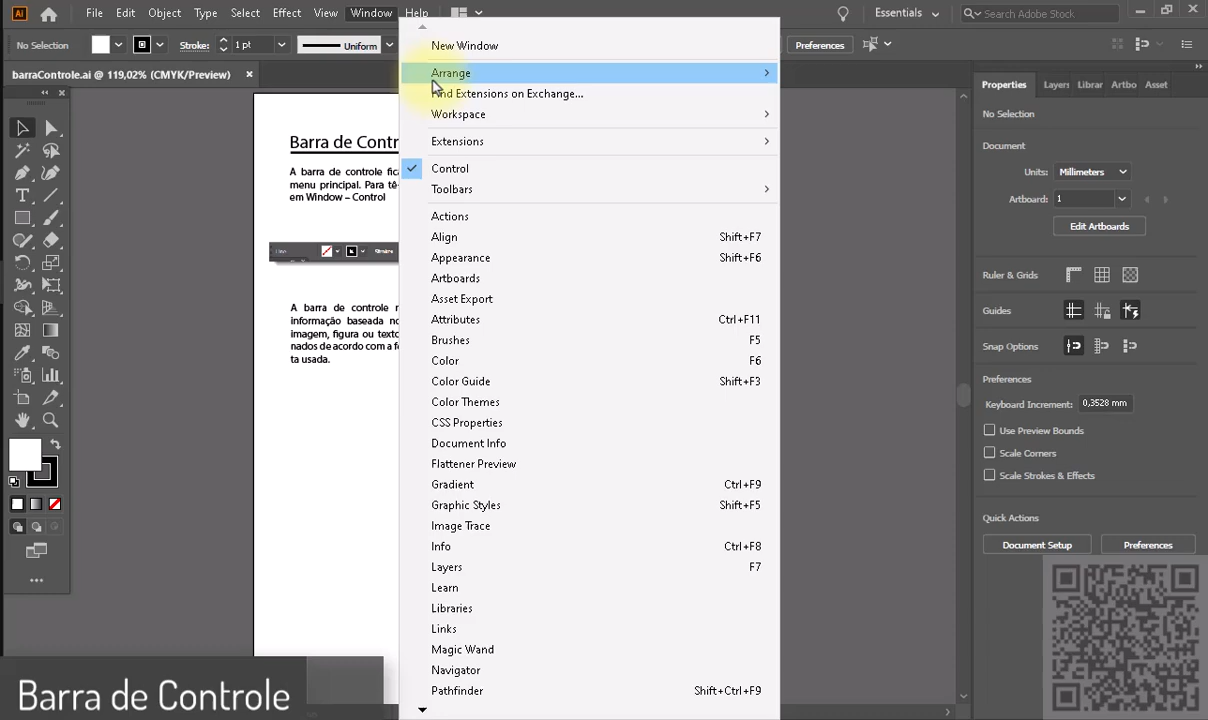 Ai File Edit Object Type Select Effect View Window Help Essentials Search Adobe Stock
No Selection Stroke: 1 pt Uniform Preferences
barraControle.ai @ 119,02% (CMYK/Preview)
Barra de Contr
A barra de controle fic
menu principal. Para tê-
em Window – Control
Stroke
A barra de controle n
informação baseada no
imagem, figura ou texto
nados de acordo com a fe
ta usada.
New Window
Arrange
Find Extensions on Exchange...
Workspace
Extensions
Control
Toolbars
Actions
Align Shift+F7
Appearance Shift+F6
Artboards
Asset Export
Attributes Ctrl+F11
Brushes F5
Color F6
Color Guide Shift+F3
Color Themes
CSS Properties
Document Info
Flattener Preview
Gradient Ctrl+F9
Graphic Styles Shift+F5
Image Trace
Info Ctrl+F8
Layers F7
Learn
Libraries
Links
Magic Wand
Navigator
Pathfinder Shift+Ctrl+F9
Properties Layers Librar Artbo Asset
No Selection
Document
Units: Millimeters
Artboard: 1
Edit Artboards
Ruler & Grids
Guides
Snap Options
Preferences
Keyboard Increment: 0,3528 mm
Use Preview Bounds
Scale Corners
Scale Strokes & Effects
Quick Actions
Document Setup Preferences
Barra de Controle